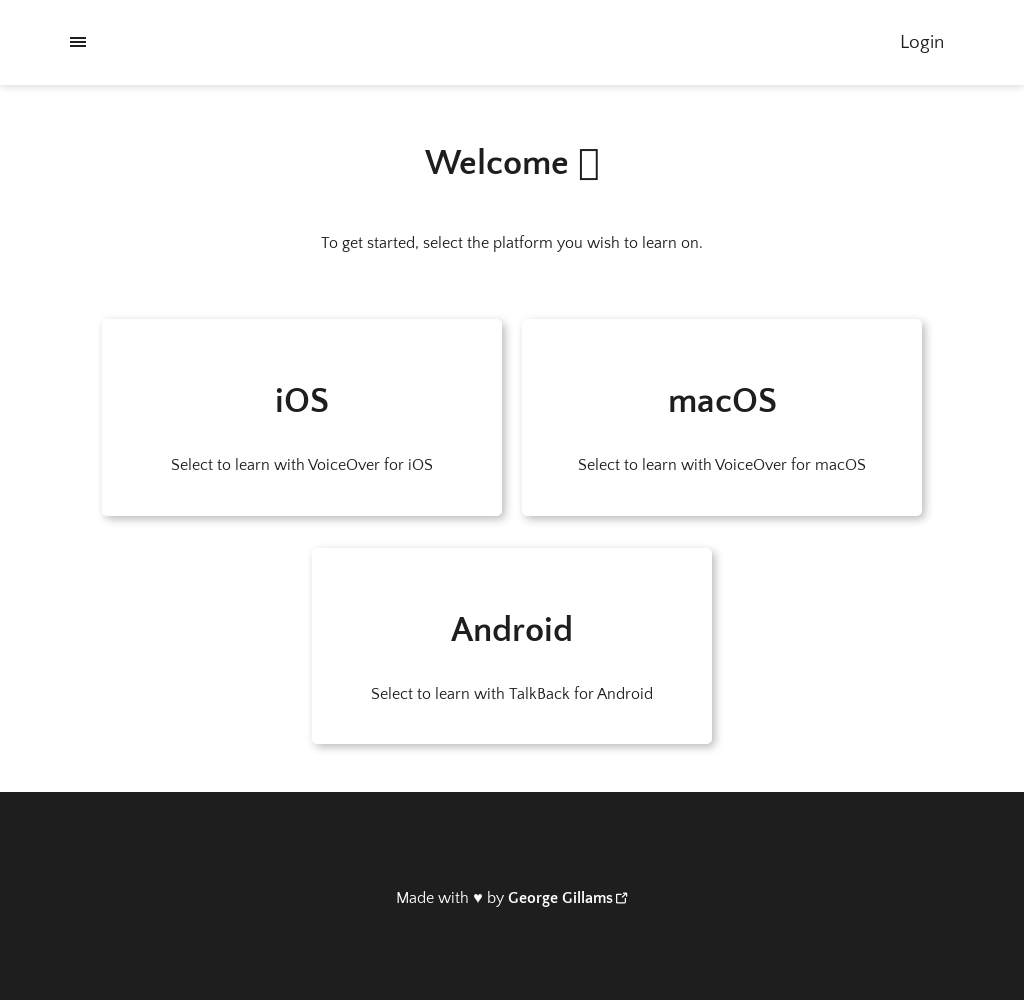 Login
Welcome
To get started, select the platform you wish to learn on.
iOS
Select to learn with VoiceOver for iOS
macOS
Select to learn with VoiceOver for macOS
Android
Select to learn with TalkBack for Android
Made with ♥ by George Gillams